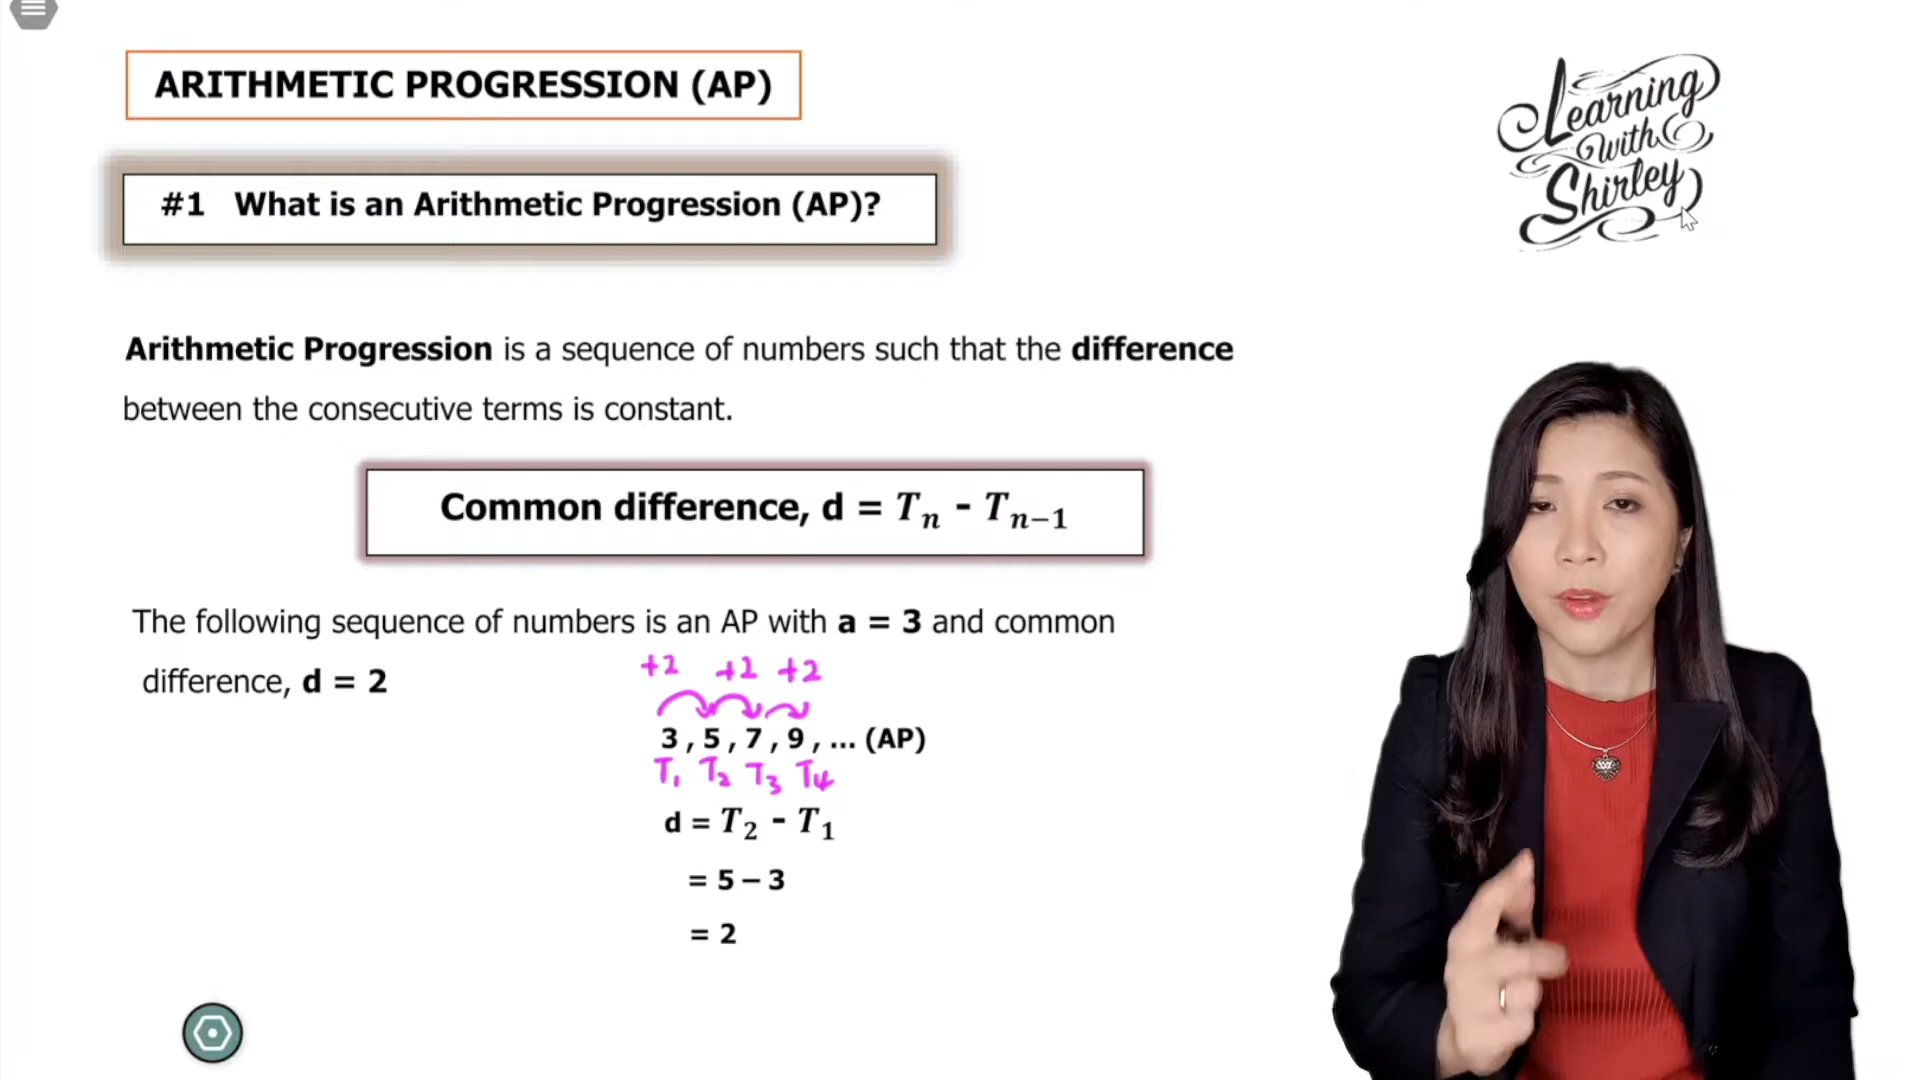 ARITHMETIC PROGRESSION (AP)
Learning
With
Shirley
#1 What is an Arithmetic Progression (AP)?
Arithmetic Progression is a sequence of numbers such that the difference
between the consecutive terms is constant.
Common difference, d = Tₙ - Tₙ₋₁
The following sequence of numbers is an AP with a = 3 and common
difference, d = 2
+2 +2 +2
3 , 5 , 7 , 9 , ... (AP)
T₁ T₂ T₃ T₄
d = T₂ - T₁
= 5 – 3
= 2